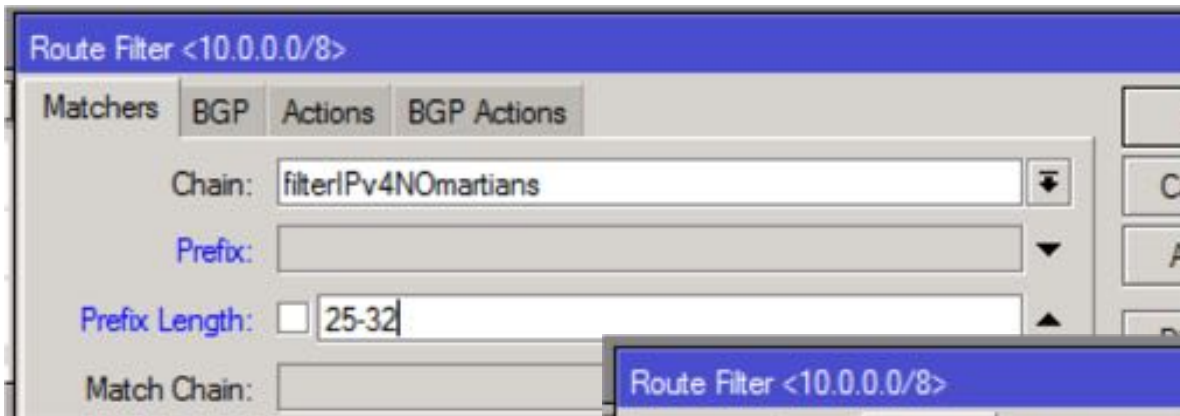 Route Filter <10.0.0.0/8>
Matchers BGP Actions BGP Actions
Chain: filterIPv4NOmartians
Prefix:
Prefix Length: 25-32
Match Chain:
Route Filter <10.0.0.0/8>